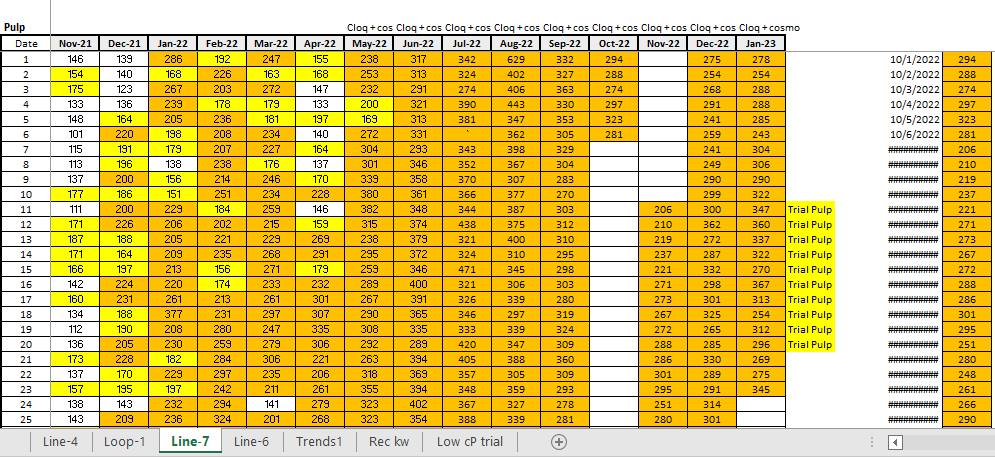 Pulp Cloq+cos Cloq+cos Cloq+cos Cloq+cos Cloq+cos Cloq+cos Cloq+cos Cloq+cos Cloq+cosmo
Date Nov-21 Dec-21 Jan-22 Feb-22 Mar-22 Apr-22 May-22 Jun-22 Jul-22 Aug-22 Sep-22 Oct-22 Nov-22 Dec-22 Jan-23
1 146 139 286 192 247 155 238 317 342 629 332 294 275 278 10/1/2022 294
2 154 140 168 226 163 168 253 313 324 402 327 288 254 254 10/2/2022 288
3 175 123 267 203 272 147 232 291 274 406 363 274 268 288 10/3/2022 274
4 133 136 239 178 179 133 200 321 390 443 330 297 291 288 10/4/2022 297
5 148 164 205 236 181 197 169 313 381 347 353 323 241 285 10/5/2022 323
6 101 220 198 208 234 140 272 331 ` 362 305 281 259 243 10/6/2022 281
7 115 191 179 207 227 164 304 293 343 398 329 241 304 ########## 206
8 113 196 138 238 176 137 301 346 352 367 304 249 306 ########## 210
9 137 200 156 214 246 170 339 358 370 307 283 290 290 ########## 219
10 177 186 151 251 234 228 380 361 366 377 270 299 322 ########## 237
11 111 200 229 184 259 146 382 348 344 387 303 206 300 347 Trial Pulp ########## 221
12 171 226 206 202 215 159 315 374 438 375 312 210 362 360 Trial Pulp ########## 271
13 187 188 205 221 229 269 238 379 321 400 310 219 272 337 Trial Pulp ########## 273
14 171 164 209 235 268 291 295 372 324 310 295 237 287 322 Trial Pulp ########## 267
15 166 197 213 156 271 179 259 346 471 345 298 221 332 270 Trial Pulp ########## 272
16 142 224 220 174 233 232 289 400 321 306 303 271 298 367 Trial Pulp ########## 288
17 160 231 261 213 261 301 267 391 326 339 280 273 301 313 Trial Pulp ########## 286
18 134 188 377 231 297 307 290 365 346 297 319 267 325 254 Trial Pulp ########## 301
19 112 190 208 280 247 335 308 335 333 339 324 272 265 312 Trial Pulp ########## 295
20 136 205 230 259 279 306 292 289 420 347 309 288 285 296 Trial Pulp ########## 251
21 173 228 182 284 306 221 263 394 405 388 360 286 330 269 ########## 280
22 137 170 229 297 235 206 318 369 357 305 309 301 289 275 ########## 248
23 157 195 197 242 211 261 355 394 348 359 293 295 291 345 ########## 261
24 138 143 232 294 141 279 323 402 367 327 278 251 314 ########## 266
25 143 209 236 324 201 268 323 354 388 339 281 280 301 ########## 290
Line-4 Loop-1 Line-7 Line-6 Trends1 Rec kw Low cP trial